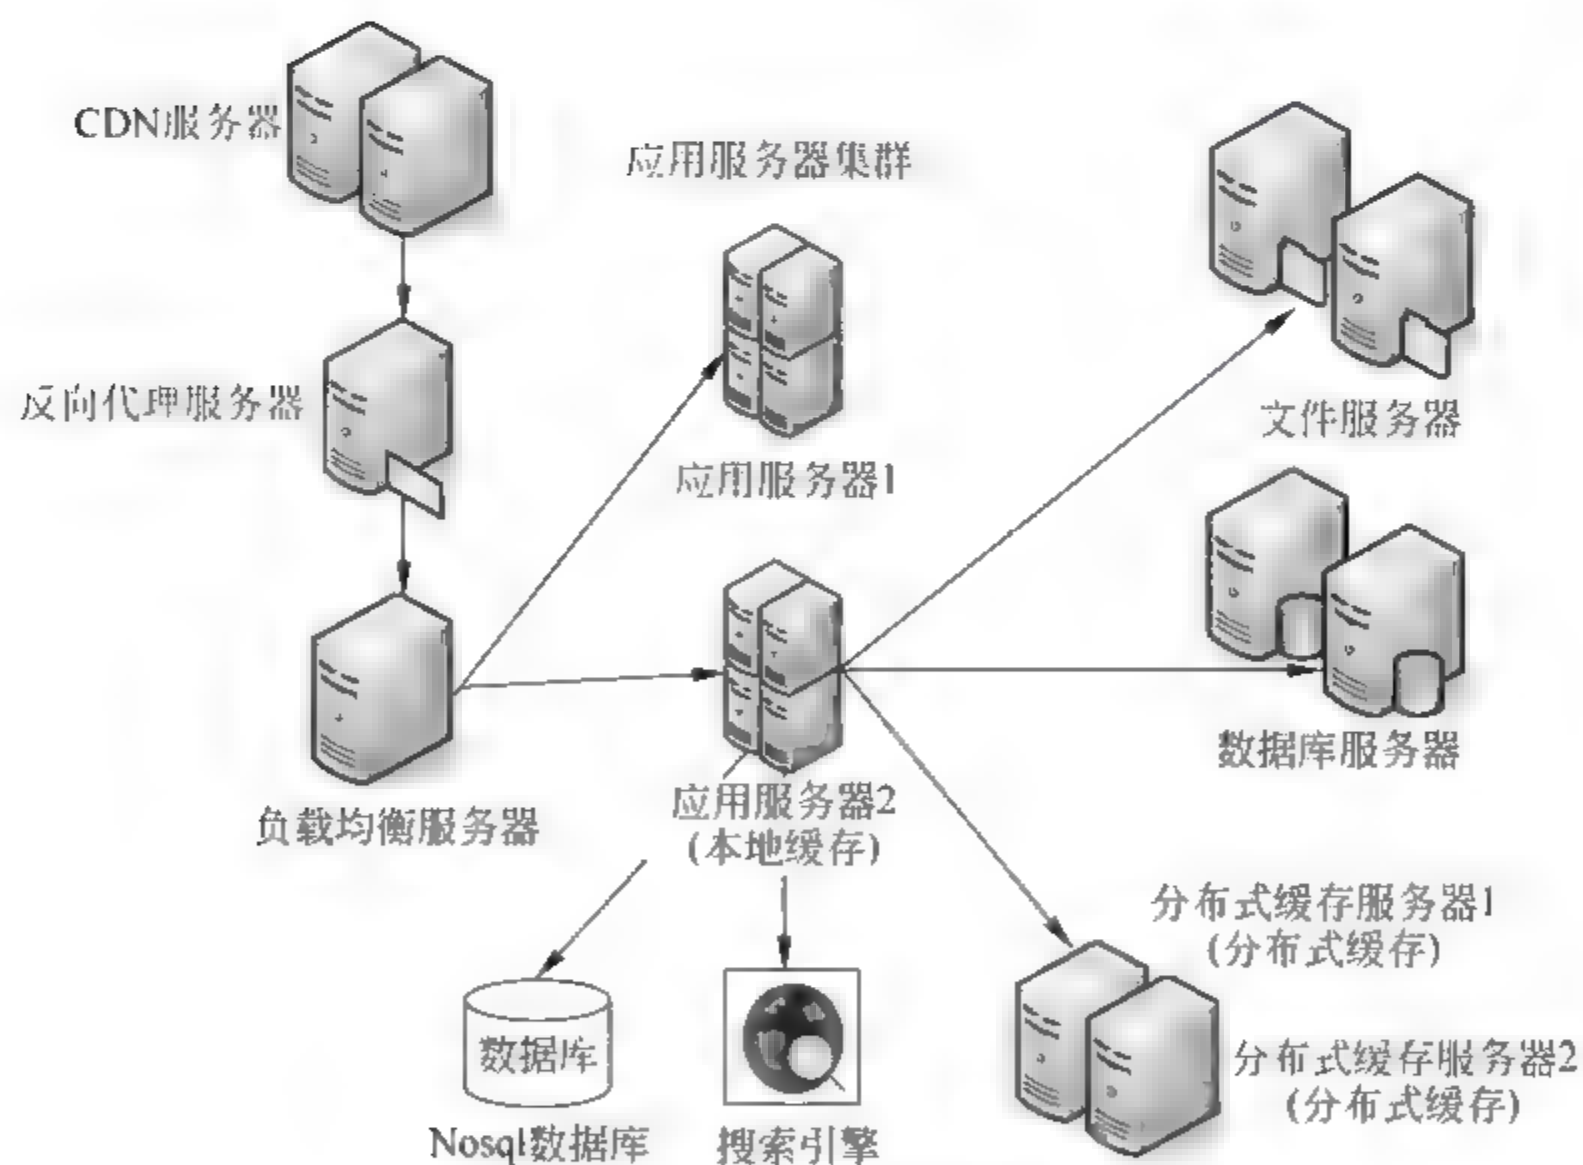 CDN服务器
应用服务器集群
反向代理服务器
文件服务器
应用服务器1
数据库服务器
负载均衡服务器
应用服务器2
(本地缓存)
分布式缓存服务器1
(分布式缓存)
数据库
分布式缓存服务器2
(分布式缓存)
Nosql数据库
搜索引擎